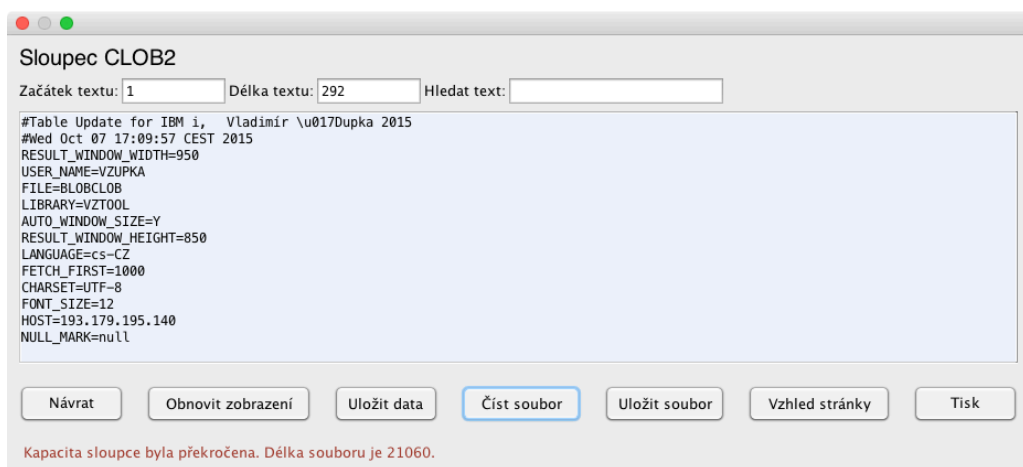 Sloupec CLOB2
Začátek textu: 1 Délka textu: 292 Hledat text:
#Table Update for IBM i,   Vladimír \u017Dupka 2015
#Wed Oct 07 17:09:57 CEST 2015
RESULT_WINDOW_WIDTH=950
USER_NAME=VZUPKA
FILE=BLOBCLOB
LIBRARY=VZTOOL
AUTO_WINDOW_SIZE=Y
RESULT_WINDOW_HEIGHT=850
LANGUAGE=cs-CZ
FETCH_FIRST=1000
CHARSET=UTF-8
FONT_SIZE=12
HOST=193.179.195.140
NULL_MARK=null
Návrat Obnovit zobrazení Uložit data Číst soubor Uložit soubor Vzhled stránky Tisk
Kapacita sloupce byla překročena. Délka souboru je 21060.